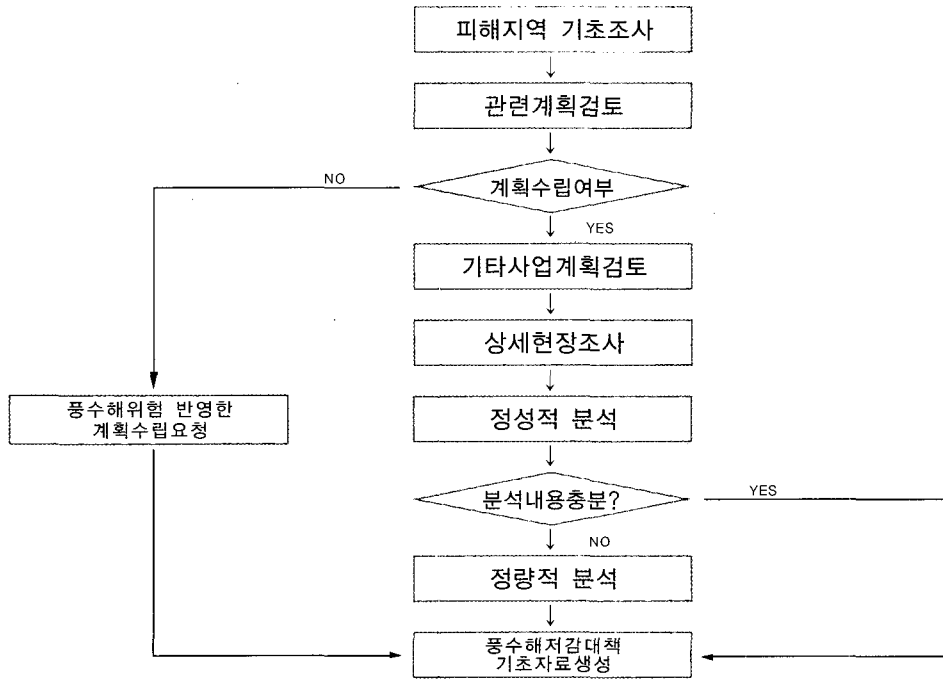 피해지역 기초조사
관련계획검토
계획수립여부
NO
YES
기타사업계획검토
상세현장조사
풍수해위험 반영한
계획수립요청
정성적 분석
분석내용충분?
YES
NO
정량적 분석
풍수해저감대책
기초자료생성